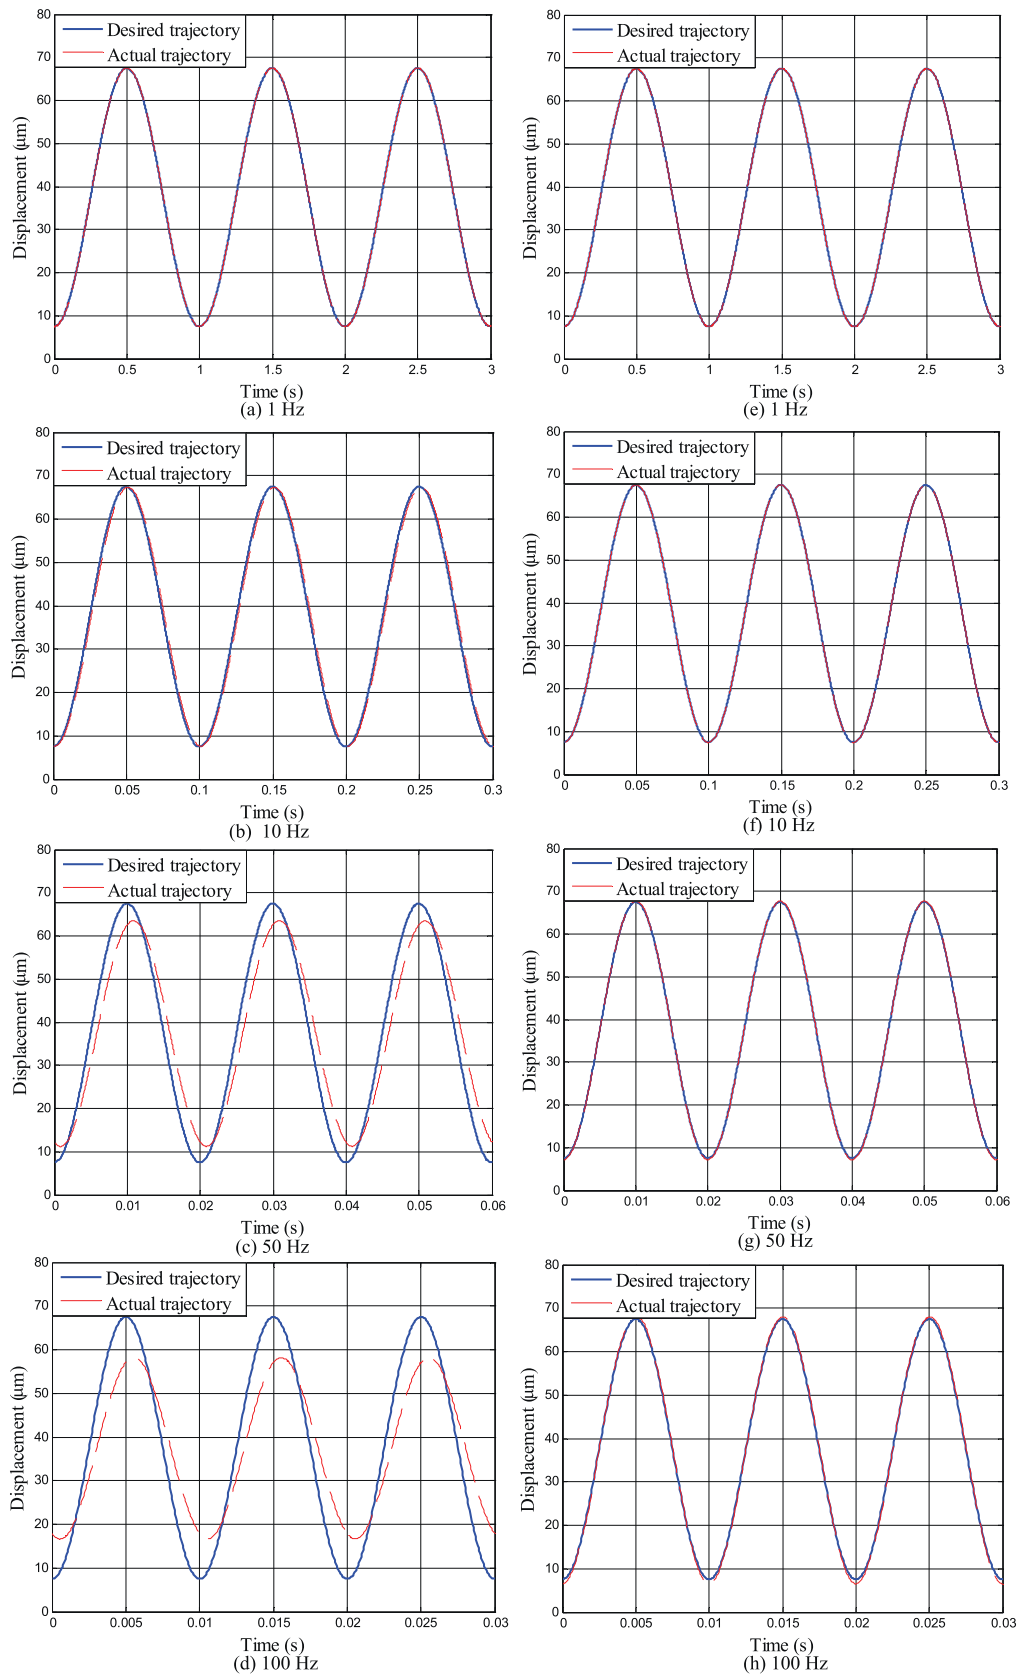 80
70
60
50
40
30
20
10
0
Displacement (μm)
Desired trajectory
Actual trajectory
0 0.5 1 1.5 2 2.5 3
Time (s)
(a) 1 Hz
80
70
60
50
40
30
20
10
0
Displacement (μm)
Desired trajectory
Actual trajectory
0 0.5 1 1.5 2 2.5 3
Time (s)
(e) 1 Hz
80
70
60
50
40
30
20
10
0
Displacement (μm)
Desired trajectory
Actual trajectory
0 0.05 0.1 0.15 0.2 0.25 0.3
Time (s)
(b) 10 Hz
80
70
60
50
40
30
20
10
0
Displacement (μm)
Desired trajectory
Actual trajectory
0 0.05 0.1 0.15 0.2 0.25 0.3
Time (s)
(f) 10 Hz
80
70
60
50
40
30
20
10
0
Displacement (μm)
Desired trajectory
Actual trajectory
0 0.01 0.02 0.03 0.04 0.05 0.06
Time (s)
(c) 50 Hz
80
70
60
50
40
30
20
10
0
Displacement (μm)
Desired trajectory
Actual trajectory
0 0.01 0.02 0.03 0.04 0.05 0.06
Time (s)
(g) 50 Hz
80
70
60
50
40
30
20
10
0
Displacement (μm)
Desired trajectory
Actual trajectory
0 0.005 0.01 0.015 0.02 0.025 0.03
Time (s)
(d) 100 Hz
80
70
60
50
40
30
20
10
0
Displacement (μm)
Desired trajectory
Actual trajectory
0 0.005 0.01 0.015 0.02 0.025 0.03
Time (s)
(h) 100 Hz